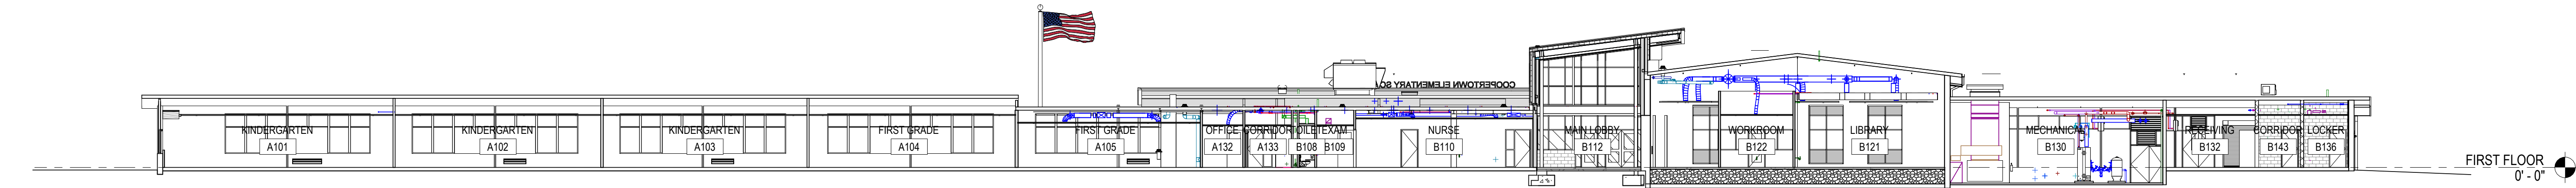 COOPERTOWN ELEMENTARY SC
KINDERGARTEN
A101
KINDERGARTEN
A102
KINDERGARTEN
A103
FIRST GRADE
A104
FIRST GRADE
A105
OFFICE
A132
CORRIDOR
A133
TOILET
B108
EXAM
B109
NURSE
B110
MAIN LOBBY
B112
WORKROOM
B122
LIBRARY
B121
MECHANICAL
B130
RECEIVING
B132
CORRIDOR
B143
LOCKER
B136
FIRST FLOOR
0' - 0"